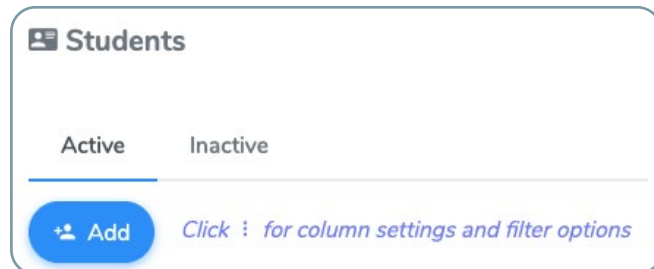 Students
Active Inactive
Add Click ⋮ for column settings and filter options